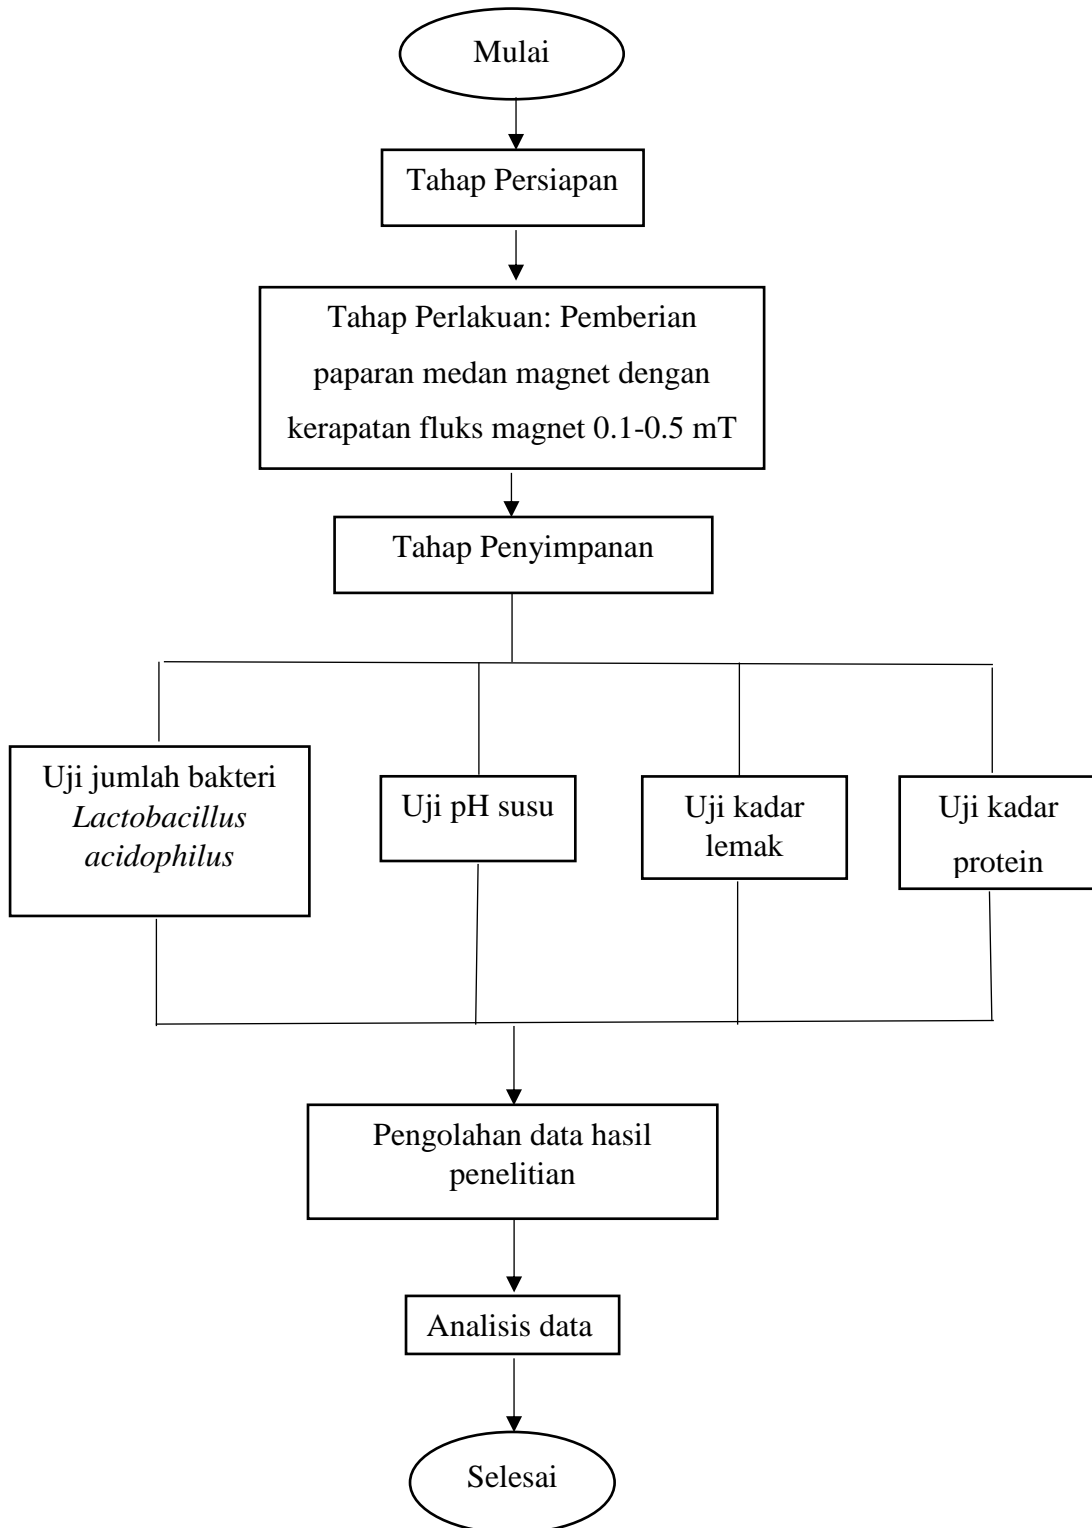 Mulai
Tahap Persiapan
Tahap Perlakuan: Pemberian
paparan medan magnet dengan
kerapatan fluks magnet 0.1-0.5 mT
Tahap Penyimpanan
Uji jumlah bakteri
Lactobacillus
acidophilus
Uji pH susu
Uji kadar
lemak
Uji kadar
protein
Pengolahan data hasil
penelitian
Analisis data
Selesai